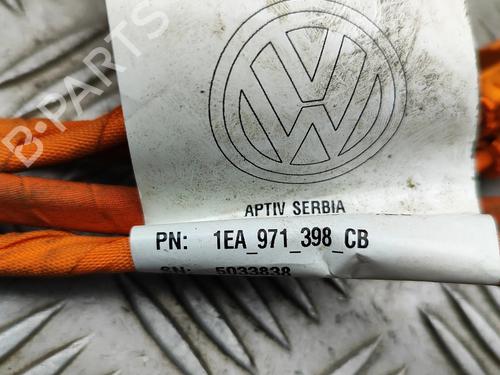 B·PARTS
APTIV SERBIA
PN: 1EA_971_398_CB
SN: 5033838